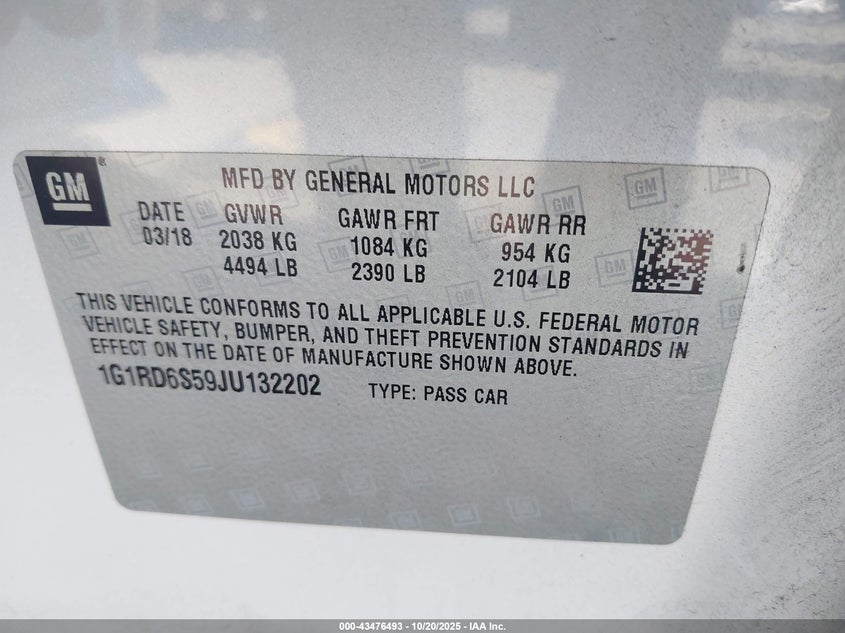 GM ®
MFD BY GENERAL MOTORS LLC
DATE GVWR GAWR FRT GAWR RR
03/18 2038 KG 1084 KG 954 KG
4494 LB 2390 LB 2104 LB
THIS VEHICLE CONFORMS TO ALL APPLICABLE U.S. FEDERAL MOTOR
VEHICLE SAFETY, BUMPER, AND THEFT PREVENTION STANDARDS IN
EFFECT ON THE DATE OF MANUFACTURE SHOWN ABOVE.
1G1RD6S59JU132202 TYPE: PASS CAR
000-43476493 - 10/20/2025 - IAA Inc.